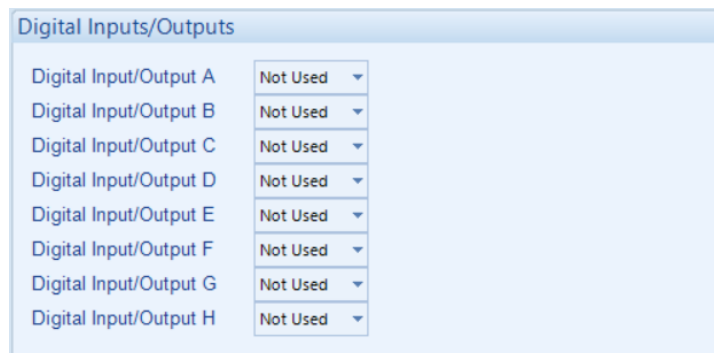 Digital Inputs/Outputs
Digital Input/Output A Not Used
Digital Input/Output B Not Used
Digital Input/Output C Not Used
Digital Input/Output D Not Used
Digital Input/Output E Not Used
Digital Input/Output F Not Used
Digital Input/Output G Not Used
Digital Input/Output H Not Used